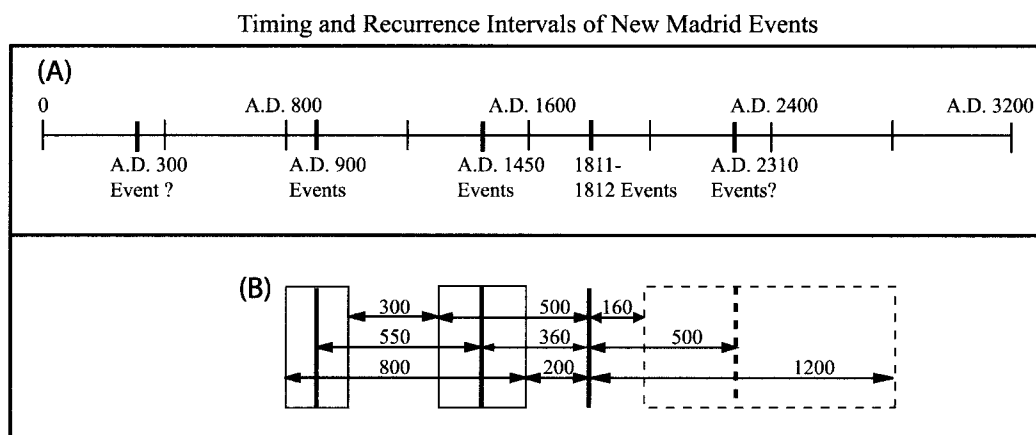 Timing and Recurrence Intervals of New Madrid Events
(A)
0 A.D. 800 A.D. 1600 A.D. 2400 A.D. 3200
A.D. 300 A.D. 900 A.D. 1450 1811- A.D. 2310
Event ? Events Events 1812 Events Events?
(B)
300 500 160
550 360 500
800 200 1200